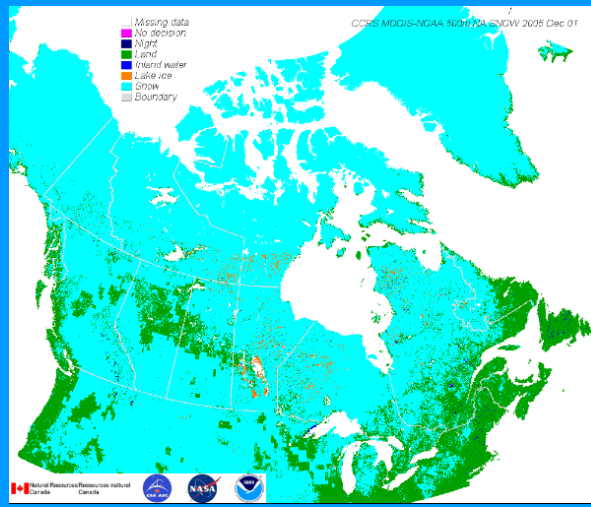 Missing data
No decision
Night
Land
Inland water
Lake ice
Snow
Boundary
CCRS MODIS-NOAA 500m RA SNOW 2005 Dec 01
Natural Resources Ressources naturel
Canada Canada
NASA